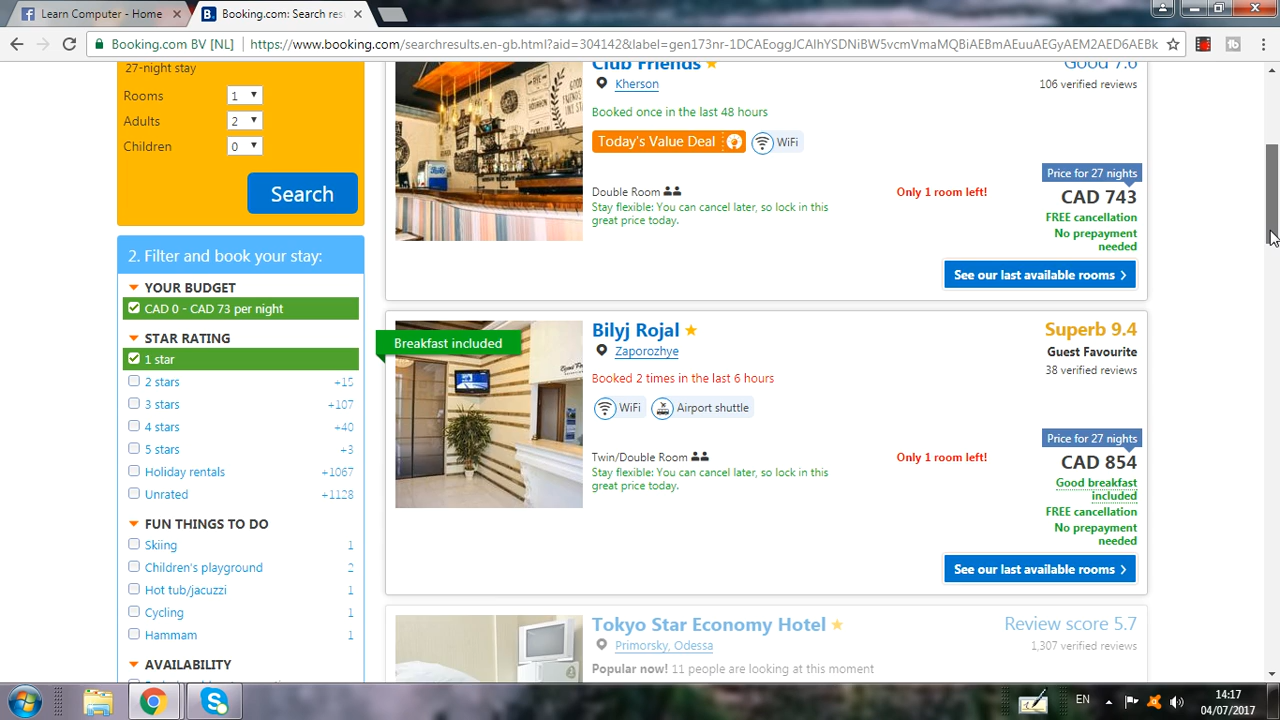 Learn Computer - Home
Booking.com: Search res
Booking.com BV [NL]
https://www.booking.com/searchresults.en-gb.html?aid=304142&label=gen173nr-1DCAEoggJCAlhYSDNiBW5vcmVmaMQBiAEBmAEuuAEGyAEM2AED6AEBk
27-night stay
Rooms 1
Adults 2
Children 0
Search
2. Filter and book your stay:
YOUR BUDGET
CAD 0 - CAD 73 per night
STAR RATING
1 star
2 stars +15
3 stars +107
4 stars +40
5 stars +3
Holiday rentals +1067
Unrated +1128
FUN THINGS TO DO
Skiing 1
Children's playground 2
Hot tub/jacuzzi 1
Cycling 1
Hammam 1
AVAILABILITY
Club Friends
Good 7.6
Kherson
106 verified reviews
Booked once in the last 48 hours
Today's Value Deal
WiFi
Price for 27 nights
Double Room
Only 1 room left!
CAD 743
Stay flexible: You can cancel later, so lock in this
great price today.
FREE cancellation
No prepayment
needed
See our last available rooms
Breakfast included
Bilyj Rojal
Superb 9.4
Zaporozhye
Guest Favourite
38 verified reviews
Booked 2 times in the last 6 hours
WiFi
Airport shuttle
Price for 27 nights
Twin/Double Room
Only 1 room left!
CAD 854
Stay flexible: You can cancel later, so lock in this
great price today.
Good breakfast
included
FREE cancellation
No prepayment
needed
See our last available rooms
Tokyo Star Economy Hotel
Review score 5.7
Primorsky, Odessa
1,307 verified reviews
Popular now! 11 people are looking at this moment
EN
14:17
04/07/2017